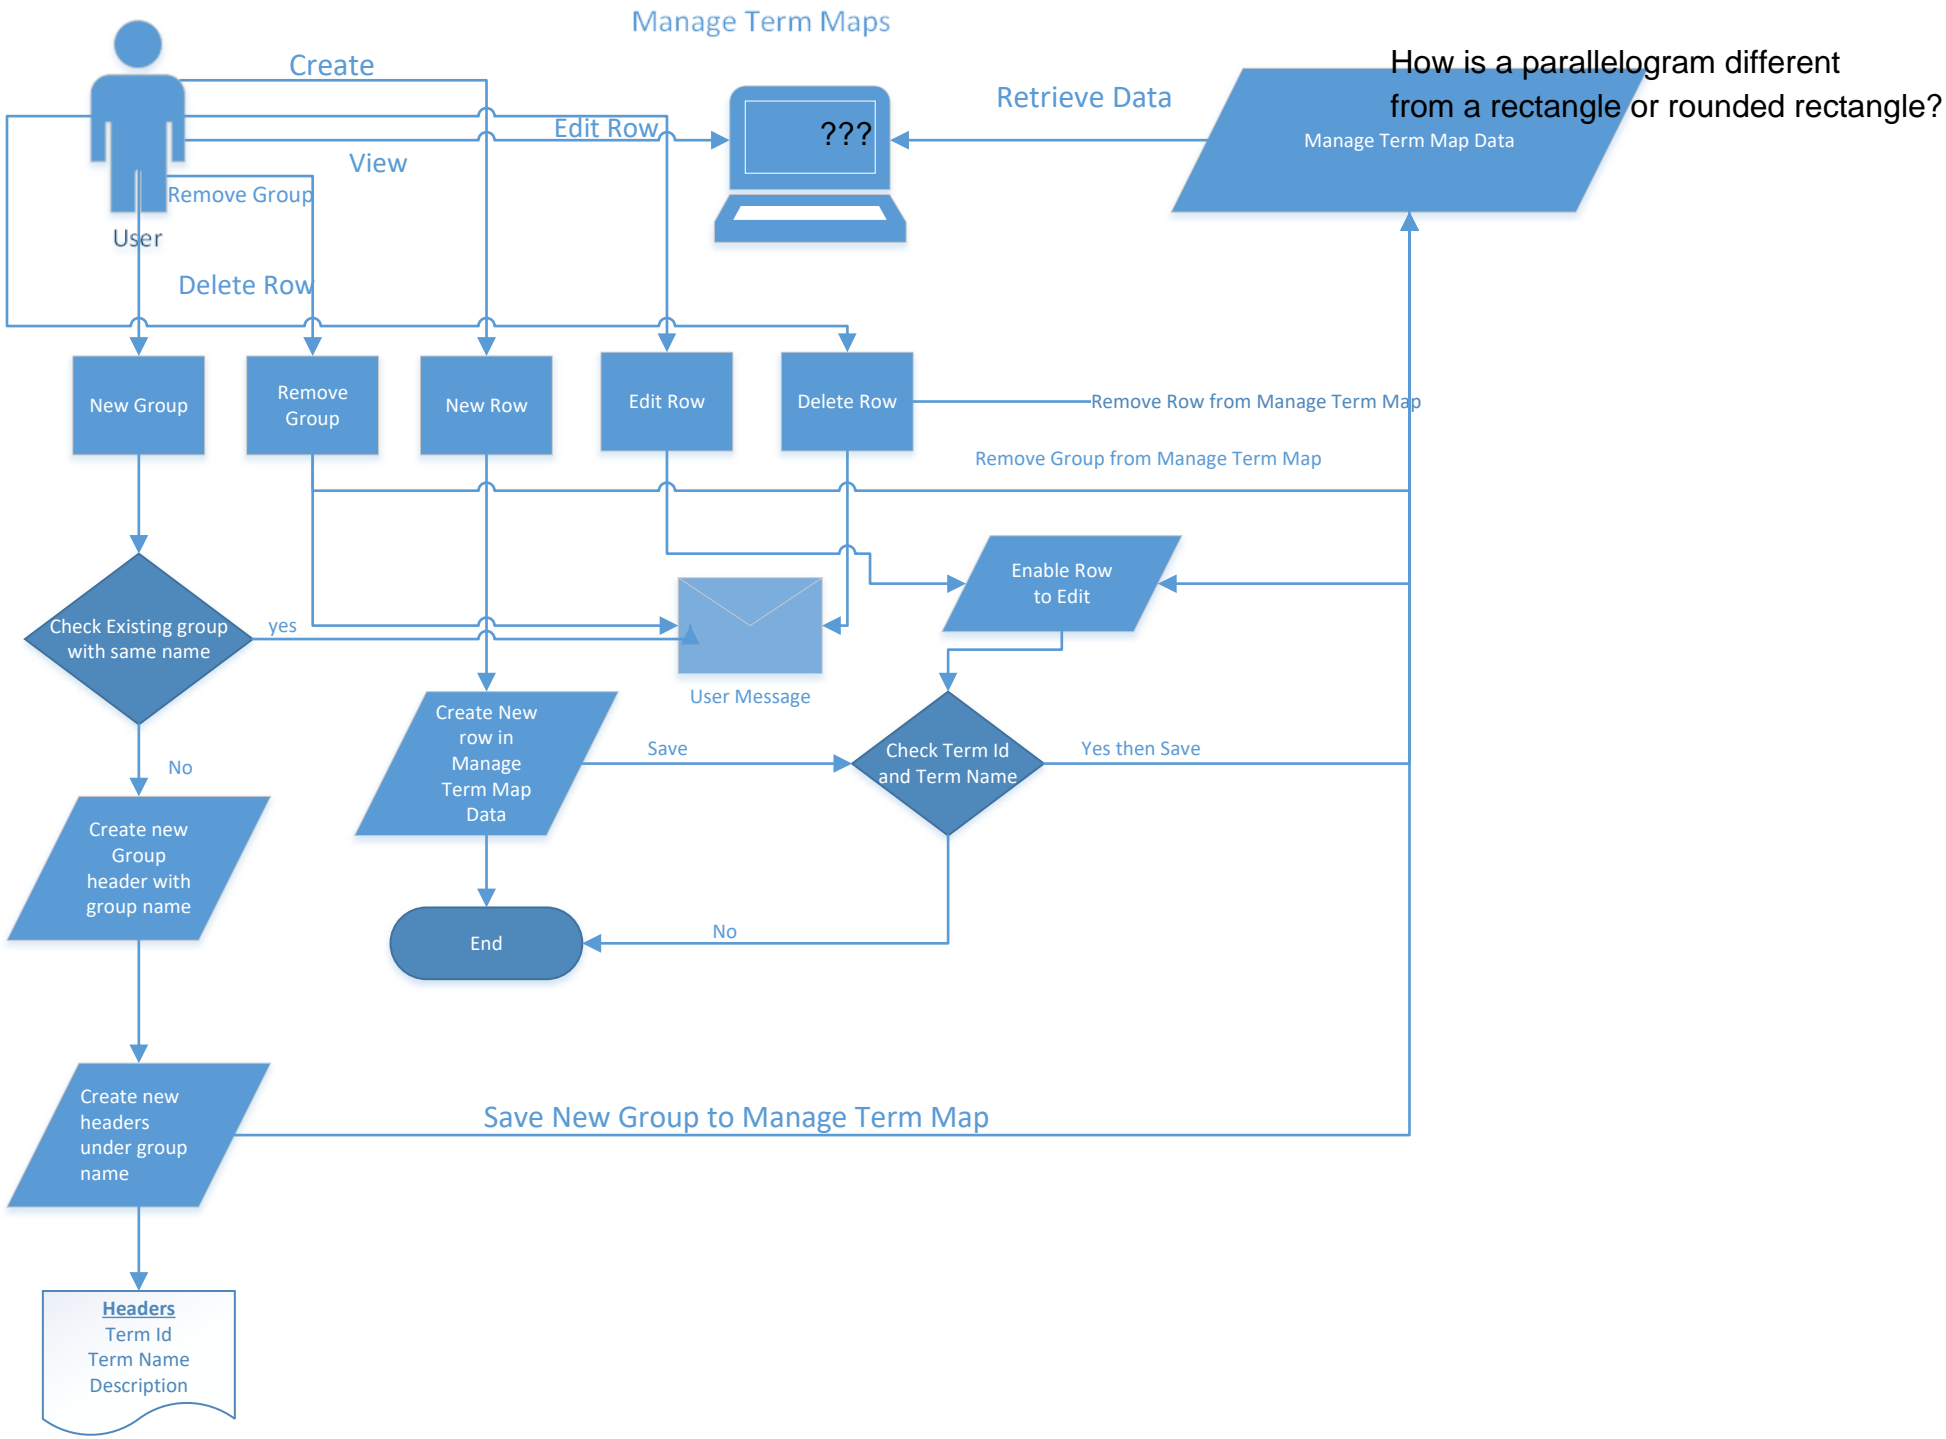 Manage Term Maps
How is a parallelogram different
from a rectangle or rounded rectangle?
Create
Retrieve Data
Edit Row
???
Manage Term Map Data
View
Remove Group
User
Delete Row
New Group
Remove
Group
New Row
Edit Row
Delete Row
Remove Row from Manage Term Map
Remove Group from Manage Term Map
Enable Row
to Edit
Check Existing group
with same name
yes
User Message
Create New
row in
Manage
Term Map
Data
Save
Check Term Id
and Term Name
Yes then Save
No
Create new
Group
header with
group name
End
No
Create new
headers
under group
name
Save New Group to Manage Term Map
Headers
Term Id
Term Name
Description